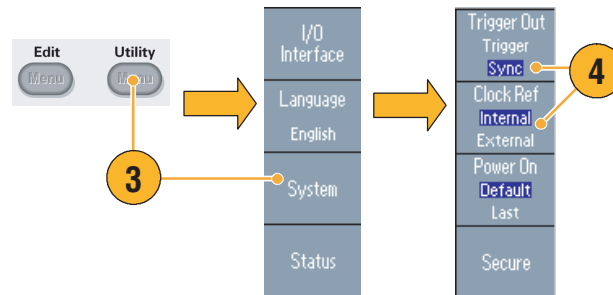 Edit
Utility
Menu
Menu
3
I/O
Interface
Language
English
System
Status
Trigger Out
Trigger
Sync
Clock Ref
Internal
External
Power On
Default
Last
Secure
4